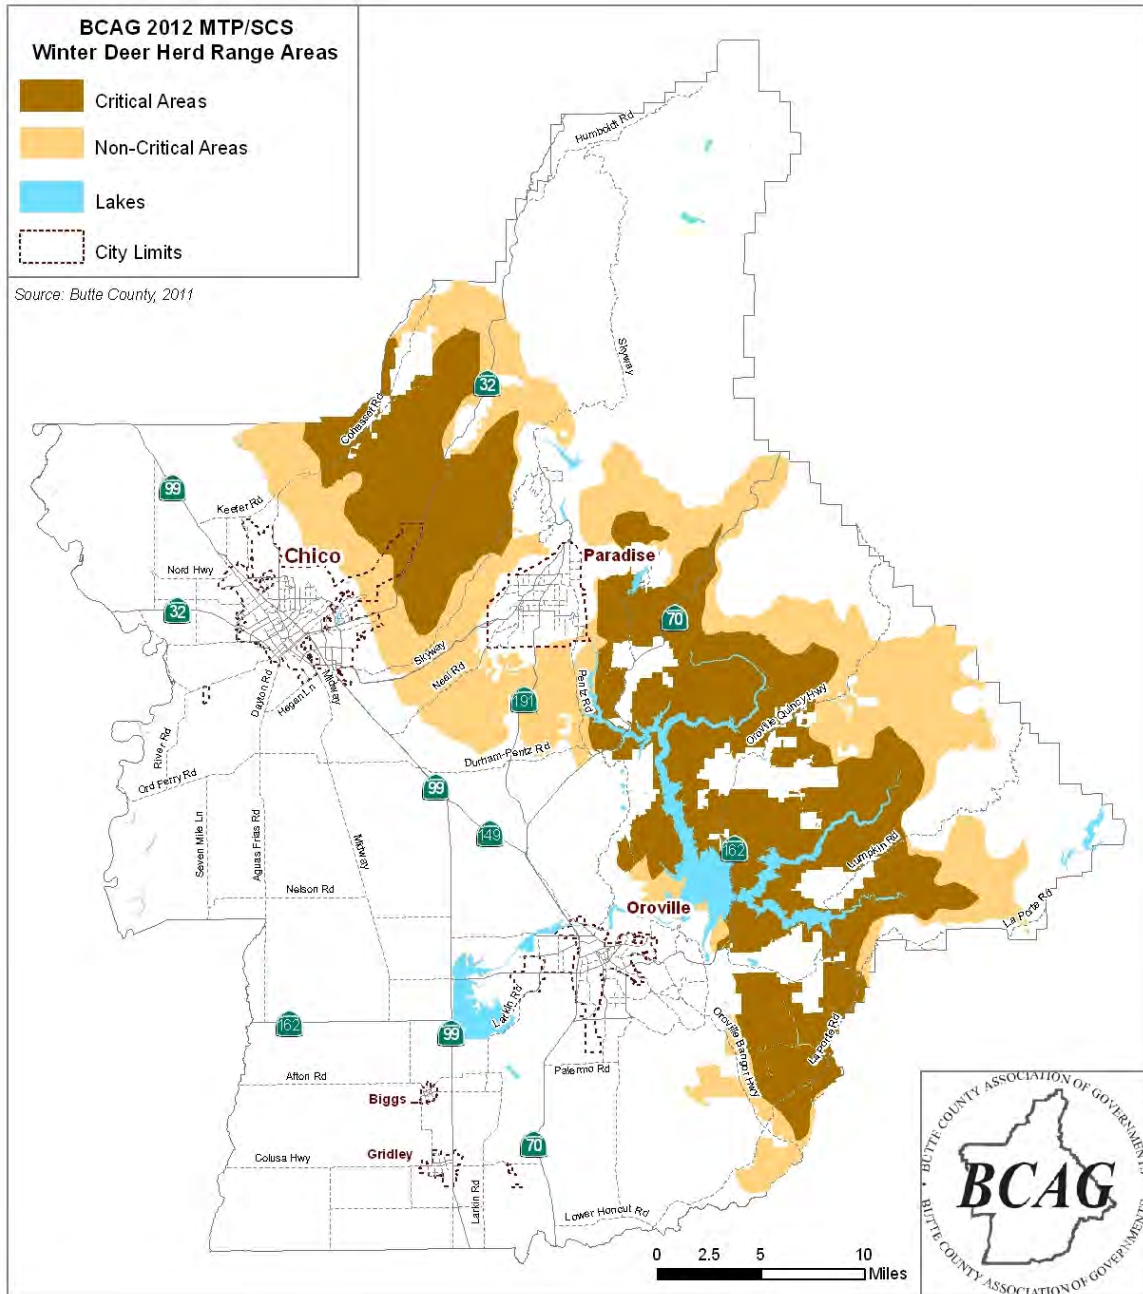 BCAG 2012 MTP/SCS
Winter Deer Herd Range Areas
Critical Areas
Non-Critical Areas
Lakes
City Limits
Source: Butte County, 2011
Humboldt Rd
Skyway
32
Cohasset Rd
99
Keefer Rd
Chico
Paradise
Nord Hwy
32
70
Skyway
Neal Rd
Midway
Hegan Ln
Dayton Rd
Pentz Rd
191
Oroville Quincy Hwy
River Rd
Durham-Pentz Rd
Ord Ferry Rd
99
149
Seven Mile Ln
Aguas Frias Rd
Midway
162
Lumpkin Rd
Nelson Rd
Oroville
La Porte Rd
Larkin Rd
162
99
Oroville Bangor Hwy
La Porte Rd
Afton Rd
Palermo Rd
Biggs
Gridley
70
Colusa Hwy
Larkin Rd
Lower Honcut Rd
0 2.5 5 10
Miles
BUTTE COUNTY ASSOCIATION OF GOVERNMENTS
BCAG
BUTTE COUNTY ASSOCIATION OF GOVERNMENTS